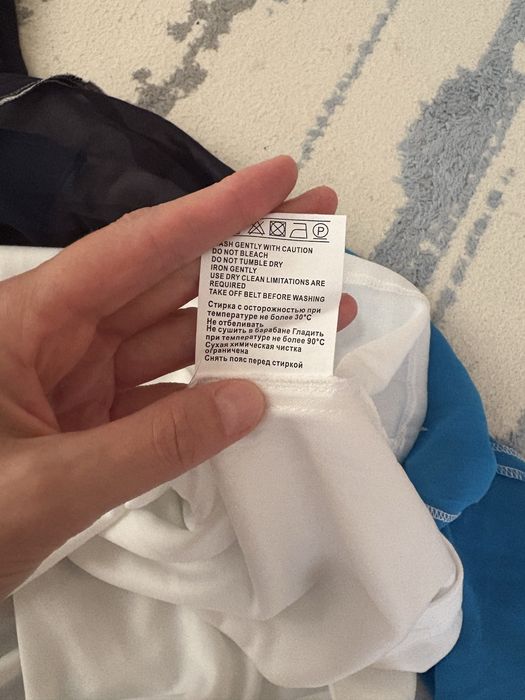 WASH GENTLY WITH CAUTION
DO NOT BLEACH
DO NOT TUMBLE DRY
IRON GENTLY
USE DRY CLEAN LIMITATIONS ARE
REQUIRED
TAKE OFF BELT BEFORE WASHING
Стирка с осторожностью при
температуре не более 30°C
Не отбеливать
Не сушить в барабане Гладить
при температуре не более 90°C
Сухая химическая чистка
ограничена
Снять пояс перед стиркой
P